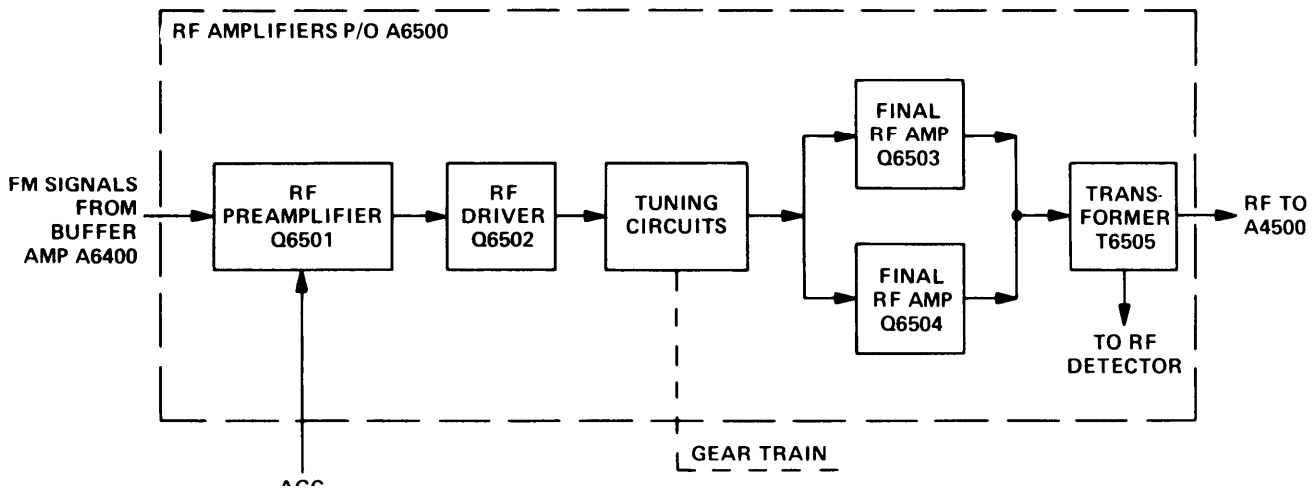 RF AMPLIFIERS P/O A6500
FM SIGNALS
FROM
BUFFER
AMP A6400
RF
PREAMPLIFIER
Q6501
RF
DRIVER
Q6502
TUNING
CIRCUITS
FINAL
RF AMP
Q6503
FINAL
RF AMP
Q6504
TRANS-
FORMER
T6505
RF TO
A4500
TO RF
DETECTOR
GEAR TRAIN